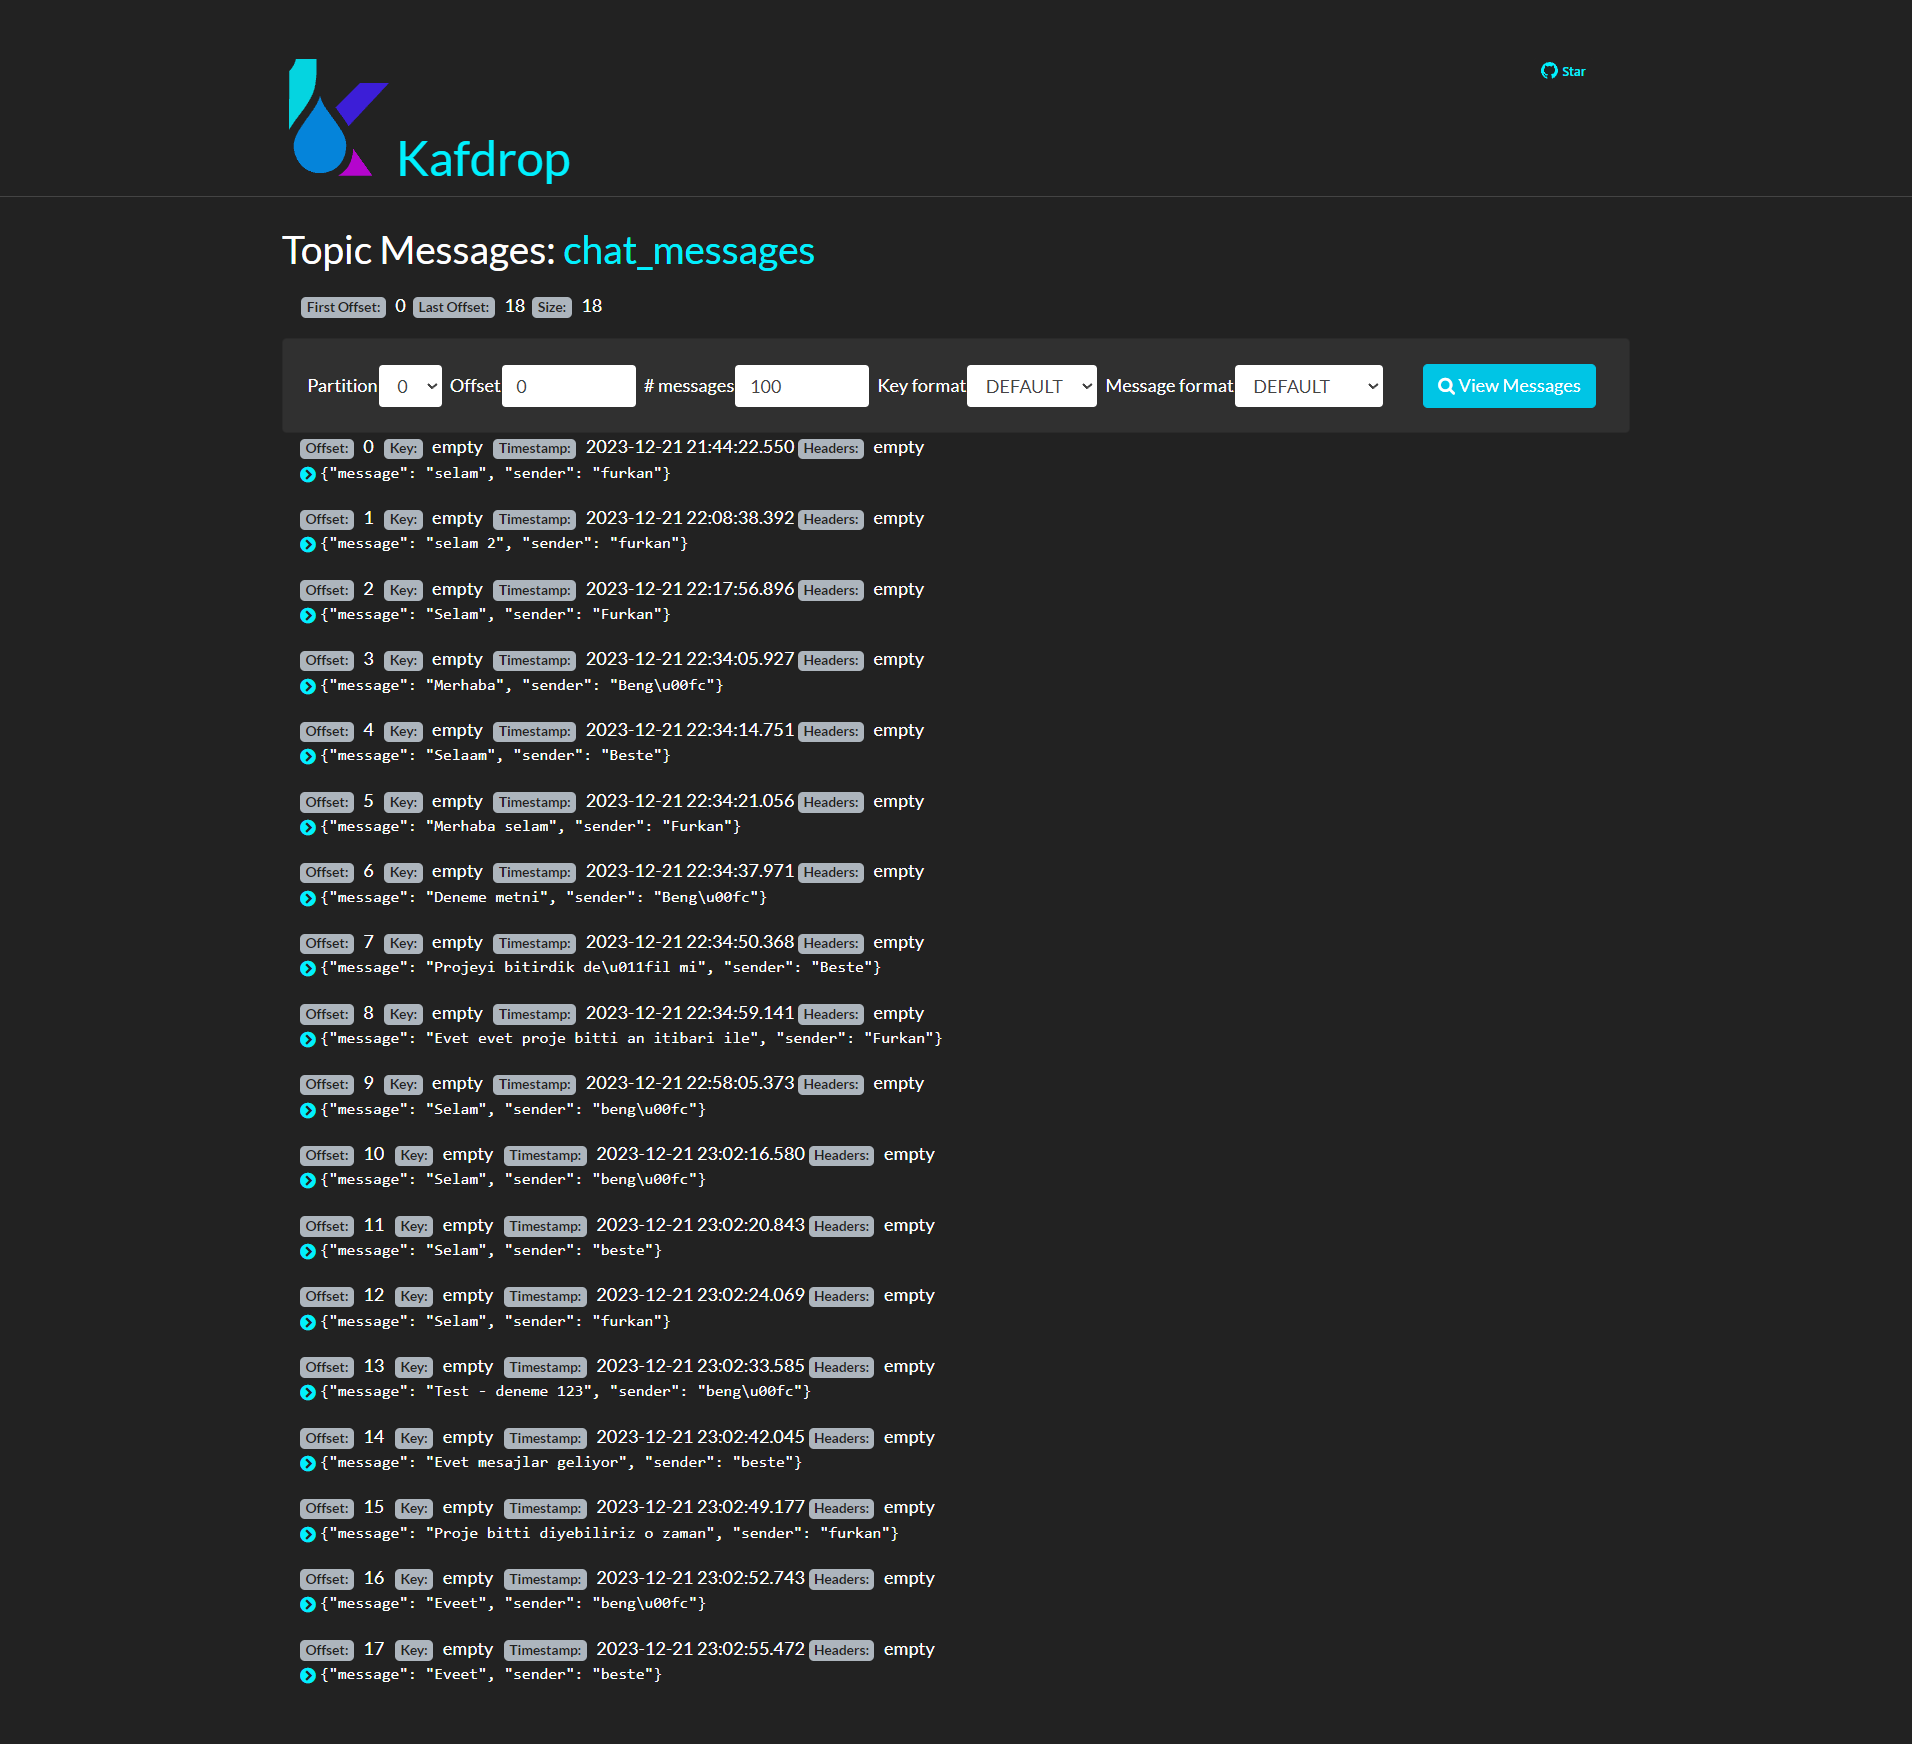 Star
Kafdrop
Topic Messages: chat_messages
First Offset: 0 Last Offset: 18 Size: 18
Partition 0 Offset 0 # messages 100 Key format DEFAULT Message format DEFAULT View Messages
Offset: 0 Key: empty Timestamp: 2023-12-21 21:44:22.550 Headers: empty
{"message": "selam", "sender": "furkan"}
Offset: 1 Key: empty Timestamp: 2023-12-21 22:08:38.392 Headers: empty
{"message": "selam 2", "sender": "furkan"}
Offset: 2 Key: empty Timestamp: 2023-12-21 22:17:56.896 Headers: empty
{"message": "Selam", "sender": "Furkan"}
Offset: 3 Key: empty Timestamp: 2023-12-21 22:34:05.927 Headers: empty
{"message": "Merhaba", "sender": "Beng\u00fc"}
Offset: 4 Key: empty Timestamp: 2023-12-21 22:34:14.751 Headers: empty
{"message": "Selaam", "sender": "Beste"}
Offset: 5 Key: empty Timestamp: 2023-12-21 22:34:21.056 Headers: empty
{"message": "Merhaba selam", "sender": "Furkan"}
Offset: 6 Key: empty Timestamp: 2023-12-21 22:34:37.971 Headers: empty
{"message": "Deneme metni", "sender": "Beng\u00fc"}
Offset: 7 Key: empty Timestamp: 2023-12-21 22:34:50.368 Headers: empty
{"message": "Projeyi bitirdik de\u011fil mi", "sender": "Beste"}
Offset: 8 Key: empty Timestamp: 2023-12-21 22:34:59.141 Headers: empty
{"message": "Evet evet proje bitti an itibari ile", "sender": "Furkan"}
Offset: 9 Key: empty Timestamp: 2023-12-21 22:58:05.373 Headers: empty
{"message": "Selam", "sender": "beng\u00fc"}
Offset: 10 Key: empty Timestamp: 2023-12-21 23:02:16.580 Headers: empty
{"message": "Selam", "sender": "beng\u00fc"}
Offset: 11 Key: empty Timestamp: 2023-12-21 23:02:20.843 Headers: empty
{"message": "Selam", "sender": "beste"}
Offset: 12 Key: empty Timestamp: 2023-12-21 23:02:24.069 Headers: empty
{"message": "Selam", "sender": "furkan"}
Offset: 13 Key: empty Timestamp: 2023-12-21 23:02:33.585 Headers: empty
{"message": "Test - deneme 123", "sender": "beng\u00fc"}
Offset: 14 Key: empty Timestamp: 2023-12-21 23:02:42.045 Headers: empty
{"message": "Evet mesajlar geliyor", "sender": "beste"}
Offset: 15 Key: empty Timestamp: 2023-12-21 23:02:49.177 Headers: empty
{"message": "Proje bitti diyebiliriz o zaman", "sender": "furkan"}
Offset: 16 Key: empty Timestamp: 2023-12-21 23:02:52.743 Headers: empty
{"message": "Eveet", "sender": "beng\u00fc"}
Offset: 17 Key: empty Timestamp: 2023-12-21 23:02:55.472 Headers: empty
{"message": "Eveet", "sender": "beste"}